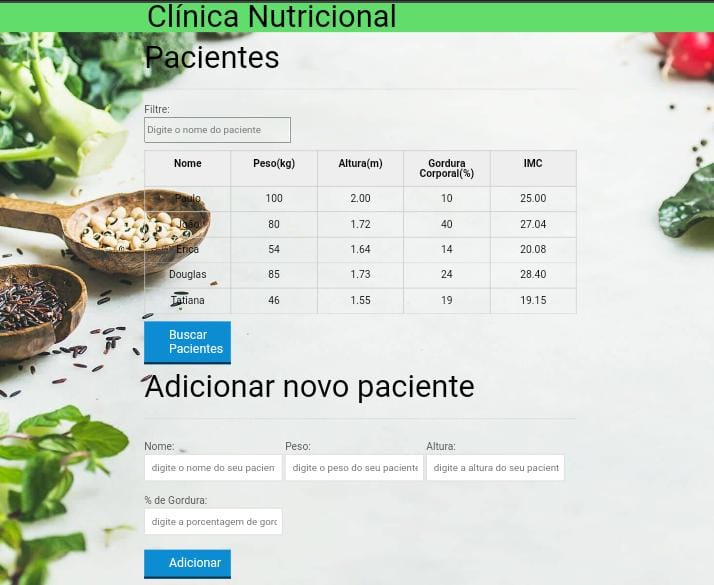 Clínica Nutricional
Pacientes
Filtre:
Digite o nome do paciente
Nome Peso(kg) Altura(m) Gordura Corporal(%) IMC
Paulo 100 2.00 10 25.00
João 80 1.72 40 27.04
Erica 54 1.64 14 20.08
Douglas 85 1.73 24 28.40
Tatiana 46 1.55 19 19.15
Buscar
Pacientes
Adicionar novo paciente
Nome: Peso: Altura:
digite o nome do seu pacien digite o peso do seu paciente digite a altura do seu pacient
% de Gordura:
digite a porcentagem de gord
Adicionar